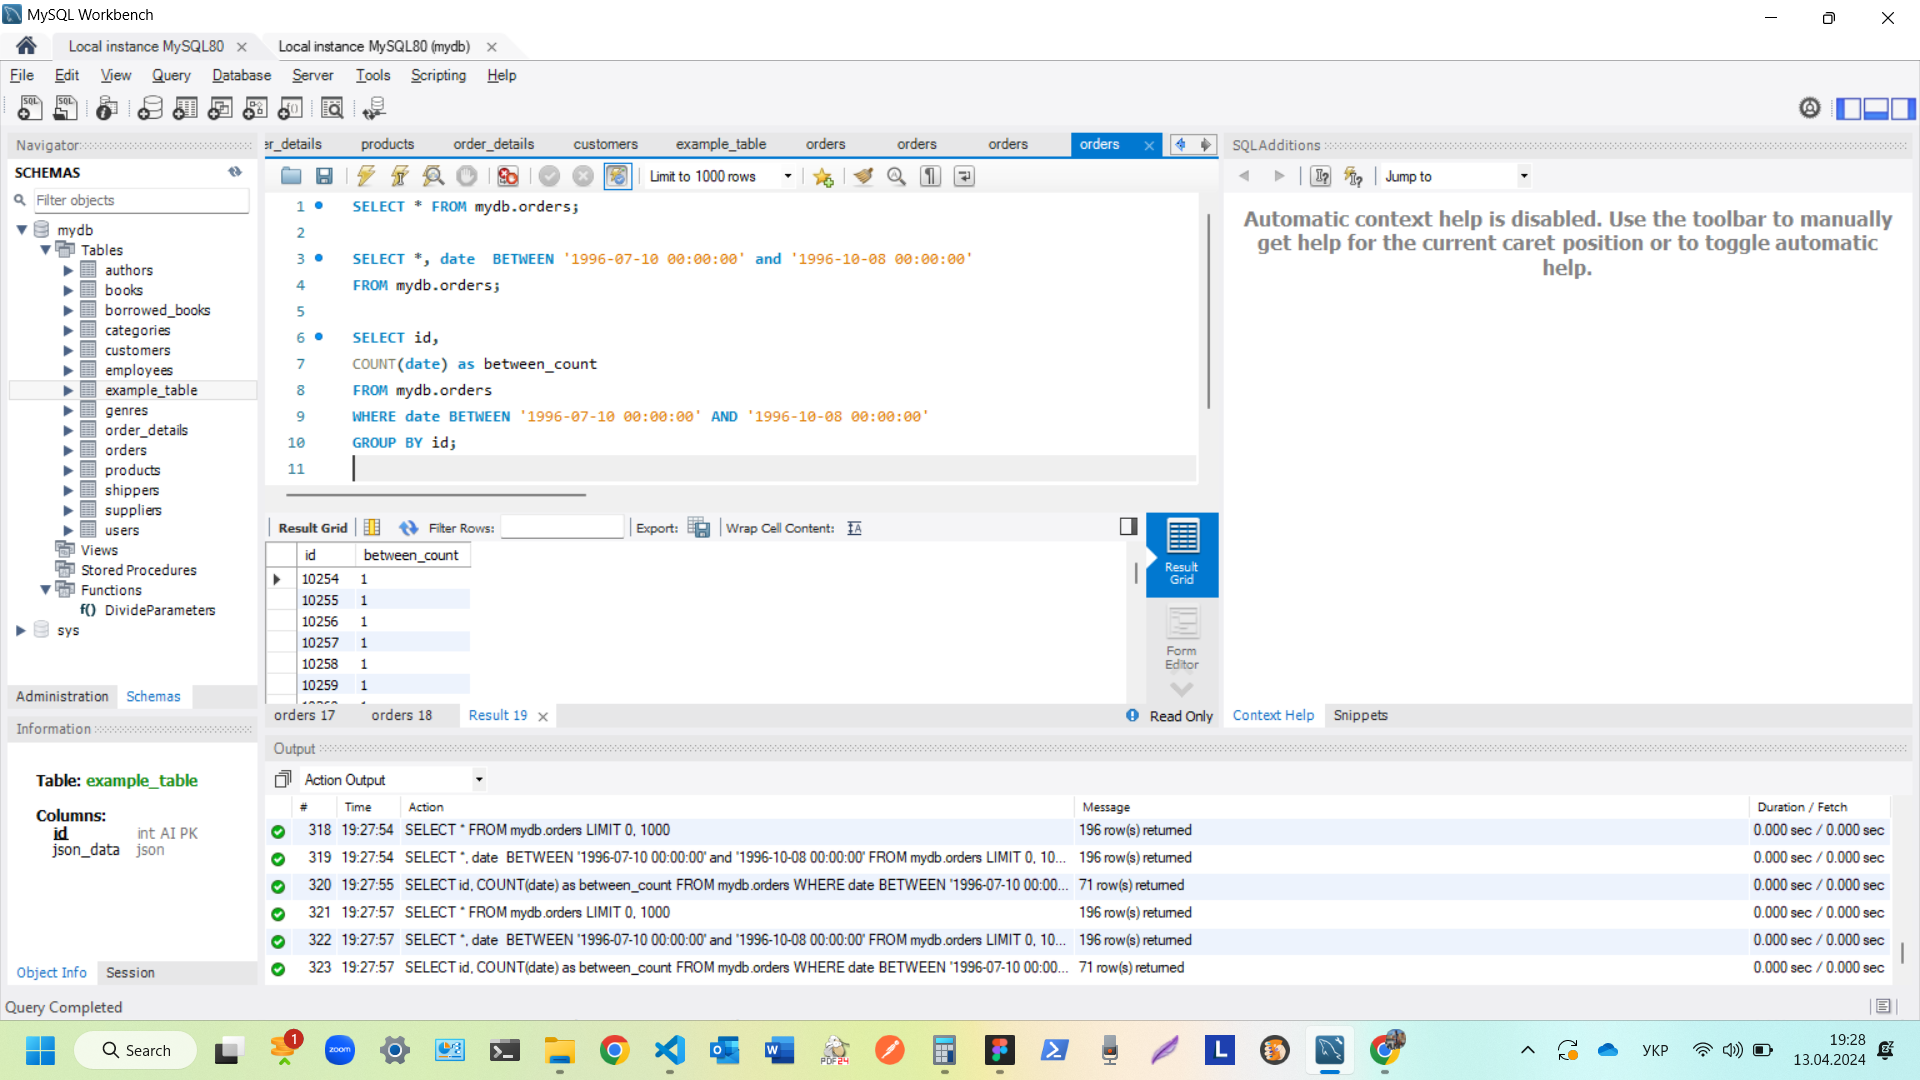 MySQL Workbench
Local instance MySQL80
Local instance MySQL80 (mydb)
File Edit View Query Database Server Tools Scripting Help
Navigator
SCHEMAS
Filter objects
mydb
Tables
authors
books
borrowed_books
categories
customers
employees
example_table
genres
order_details
orders
products
shippers
suppliers
users
Views
Stored Procedures
Functions
f() DivideParameters
sys
Administration Schemas
Information
Table: example_table
Columns:
id int AI PK
json_data json
Object Info Session
er_details products order_details customers example_table orders orders orders orders
Limit to 1000 rows
1 SELECT * FROM mydb.orders;
2
3 SELECT *, date  BETWEEN '1996-07-10 00:00:00' and '1996-10-08 00:00:00'
4 FROM mydb.orders;
5
6 SELECT id,
7 COUNT(date) as between_count
8 FROM mydb.orders
9 WHERE date BETWEEN '1996-07-10 00:00:00' AND '1996-10-08 00:00:00'
10 GROUP BY id;
11
Result Grid Filter Rows: Export: Wrap Cell Content:
id between_count
10254 1
10255 1
10256 1
10257 1
10258 1
10259 1
Result Grid
Form Editor
orders 17 orders 18 Result 19
Read Only
SQLAdditions
Jump to
Automatic context help is disabled. Use the toolbar to manually
get help for the current caret position or to toggle automatic
help.
Context Help Snippets
Output
Action Output
# Time Action Message Duration / Fetch
318 19:27:54 SELECT * FROM mydb.orders LIMIT 0, 1000 196 row(s) returned 0.000 sec / 0.000 sec
319 19:27:54 SELECT *, date  BETWEEN '1996-07-10 00:00:00' and '1996-10-08 00:00:00' FROM mydb.orders LIMIT 0, 10... 196 row(s) returned 0.000 sec / 0.000 sec
320 19:27:55 SELECT id, COUNT(date) as between_count FROM mydb.orders WHERE date BETWEEN '1996-07-10 00:00... 71 row(s) returned 0.000 sec / 0.000 sec
321 19:27:57 SELECT * FROM mydb.orders LIMIT 0, 1000 196 row(s) returned 0.000 sec / 0.000 sec
322 19:27:57 SELECT *, date  BETWEEN '1996-07-10 00:00:00' and '1996-10-08 00:00:00' FROM mydb.orders LIMIT 0, 10... 196 row(s) returned 0.000 sec / 0.000 sec
323 19:27:57 SELECT id, COUNT(date) as between_count FROM mydb.orders WHERE date BETWEEN '1996-07-10 00:00... 71 row(s) returned 0.000 sec / 0.000 sec
Query Completed
Search
1
zoom
PDF24
L
УКР
19:28
13.04.2024